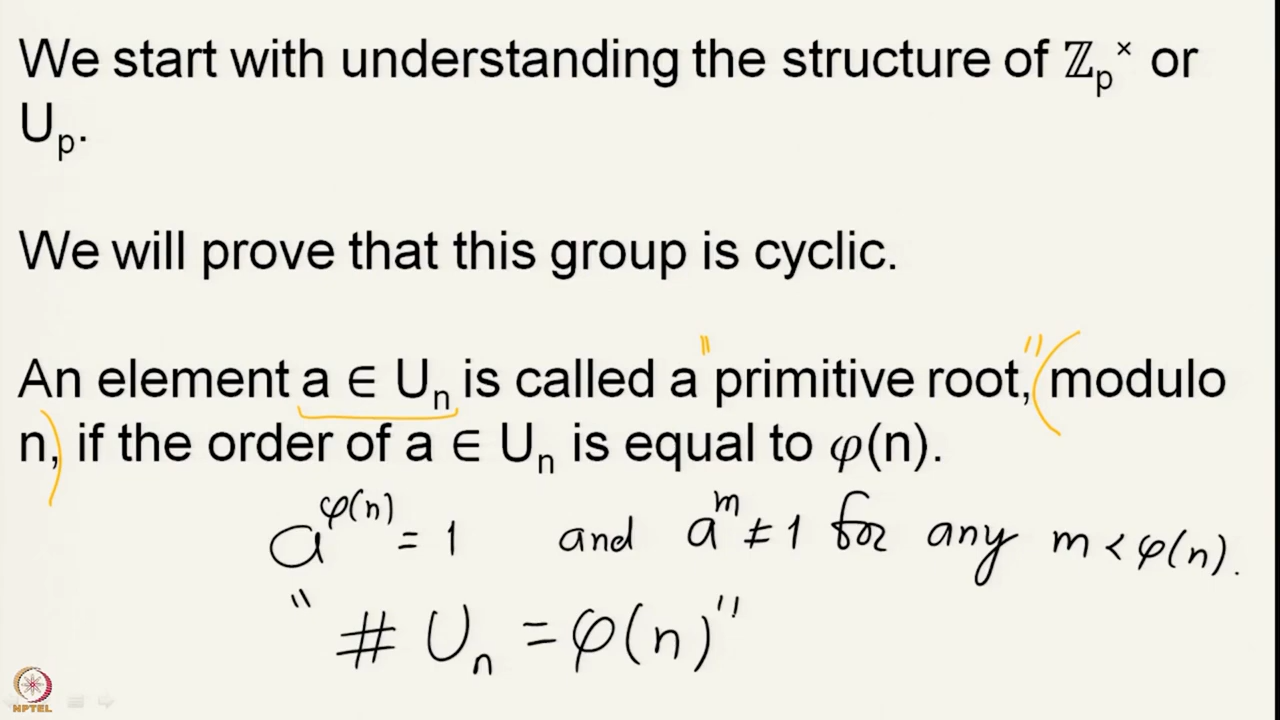 We start with understanding the structure of ℤₚˣ or
Uₚ.
We will prove that this group is cyclic.
An element a ∈ Uₙ is called a "primitive root," (modulo
n,) if the order of a ∈ Uₙ is equal to φ(n).
a^φ(n) = 1 and a^m ≠ 1 for any m < φ(n).
" # Uₙ = φ(n)"
NPTEL